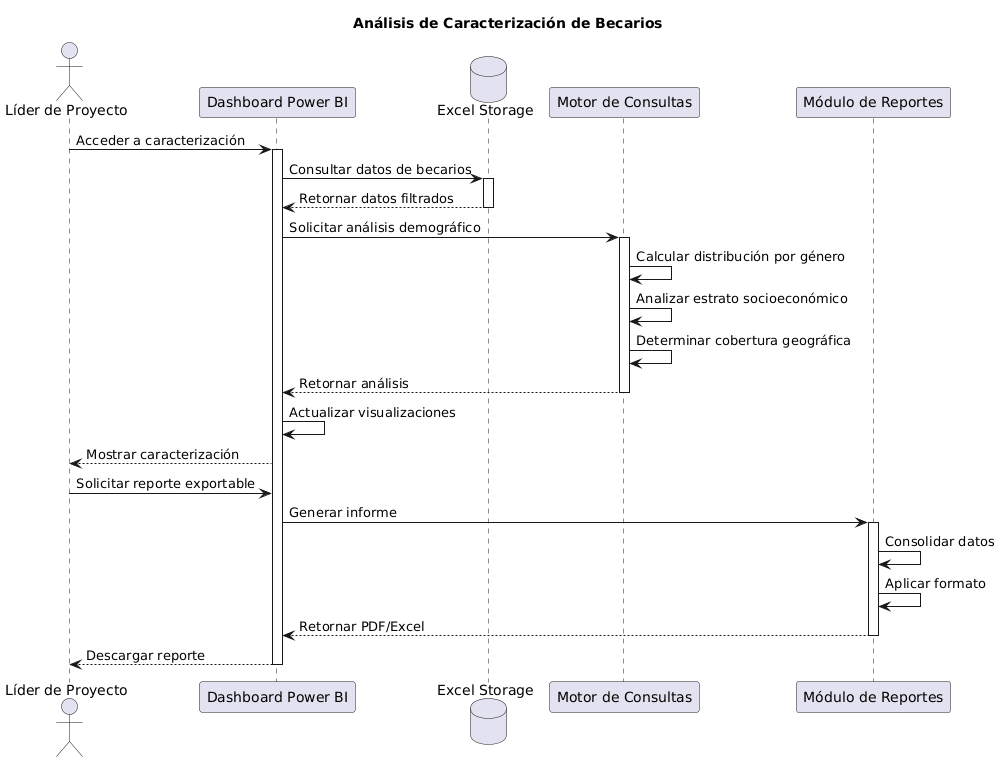 Análisis de Caracterización de Becarios
Líder de Proyecto
Dashboard Power BI
Excel Storage
Motor de Consultas
Módulo de Reportes
Acceder a caracterización
Consultar datos de becarios
Retornar datos filtrados
Solicitar análisis demográfico
Calcular distribución por género
Analizar estrato socioeconómico
Determinar cobertura geográfica
Retornar análisis
Actualizar visualizaciones
Mostrar caracterización
Solicitar reporte exportable
Generar informe
Consolidar datos
Aplicar formato
Retornar PDF/Excel
Descargar reporte
Líder de Proyecto
Dashboard Power BI
Excel Storage
Motor de Consultas
Módulo de Reportes